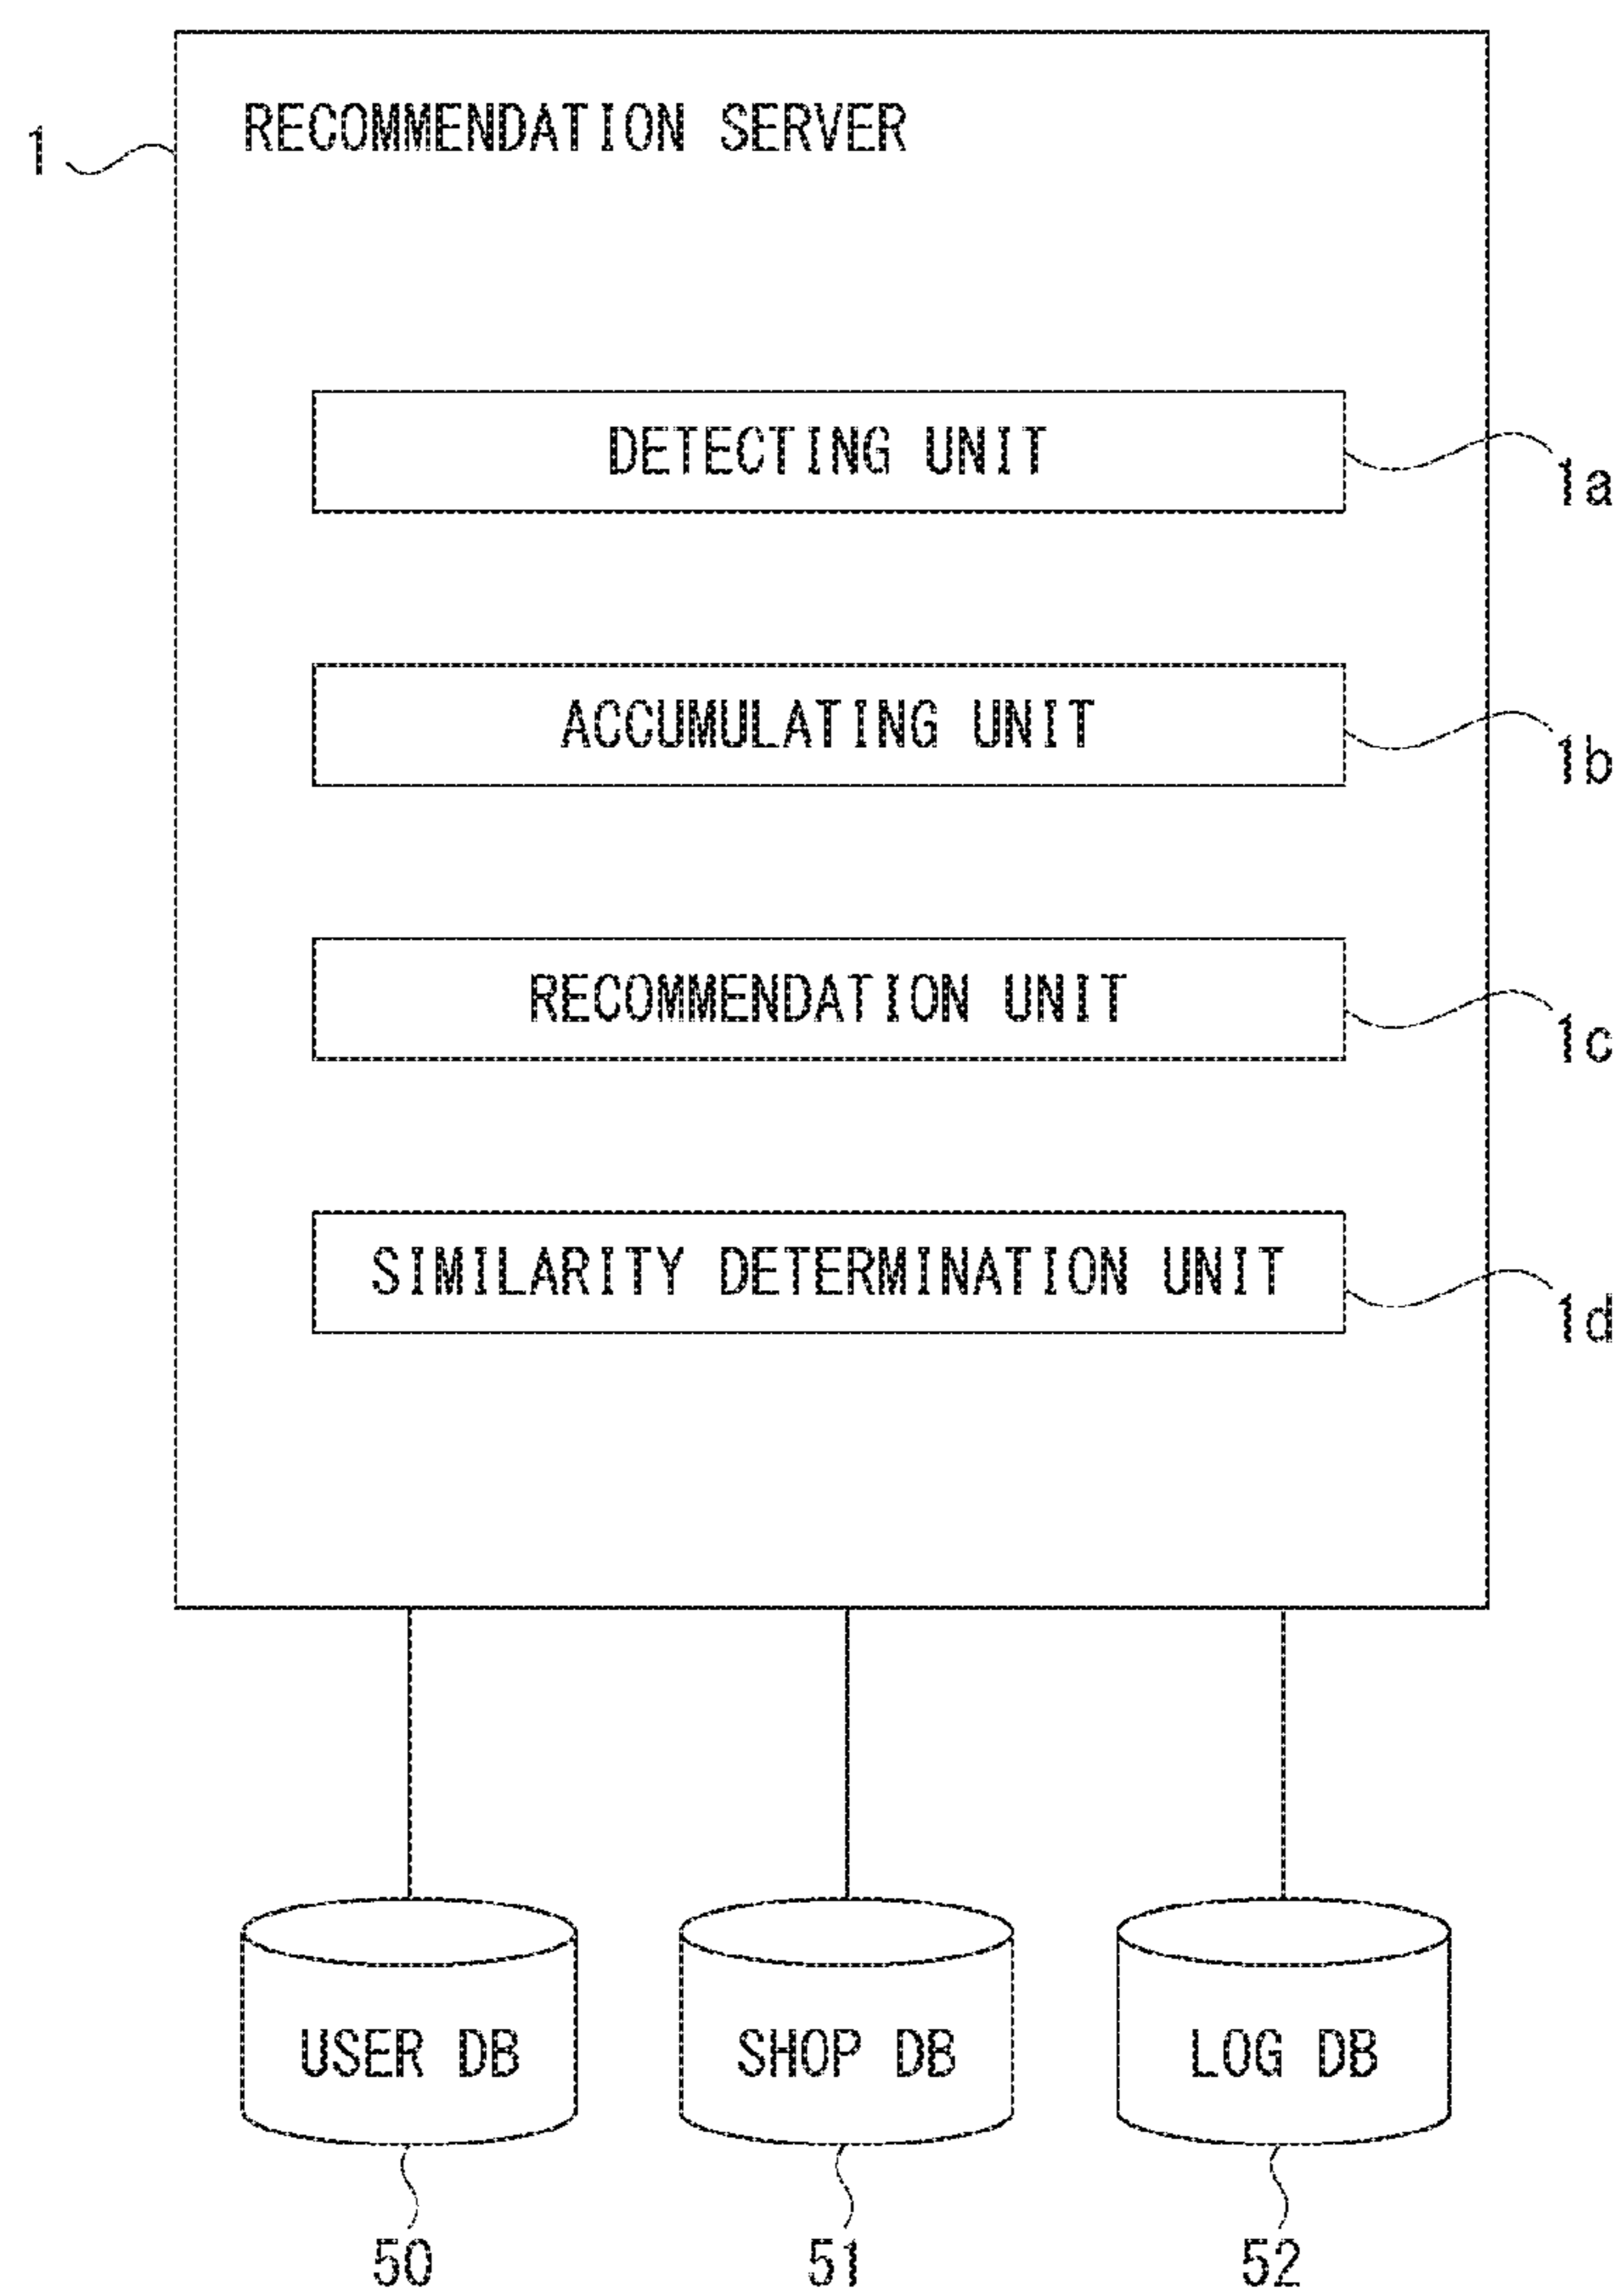 RECOMMENDATION SERVER
1
DETECTING UNIT
1a
ACCUMULATING UNIT
1b
RECOMMENDATION UNIT
1c
SIMILARITY DETERMINATION UNIT
1d
USER DB
SHOP DB
LOG DB
50
51
52